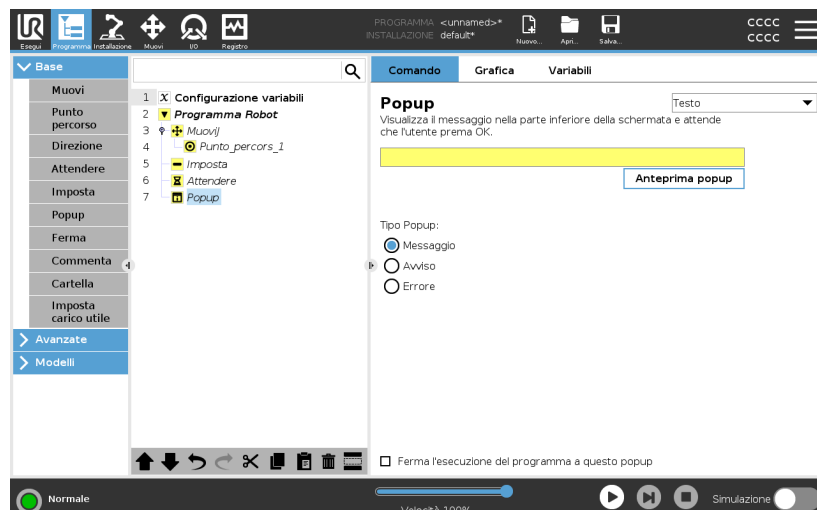 PROGRAMMA <unnamed>*
INSTALLAZIONE default*
CCCC
CCCC
Esegui
Programma
Installazione
Muovi
I/O
Registro
Nuovo...
Apri...
Salva...
Base
Muovi
Punto
percorso
Direzione
Attendere
Imposta
Popup
Ferma
Commenta
Cartella
Imposta
carico utile
Avanzate
Modelli
1 X Configurazione variabili
2 Programma Robot
3 MuoviJ
4 Punto_percors_1
5 Imposta
6 Attendere
7 Popup
Comando
Grafica
Variabili
Popup
Testo
Visualizza il messaggio nella parte inferiore della schermata e attende
che l'utente prema OK.
Anteprima popup
Tipo Popup:
Messaggio
Avviso
Errore
Ferma l'esecuzione del programma a questo popup
Normale
Velocità 100%
Simulazione